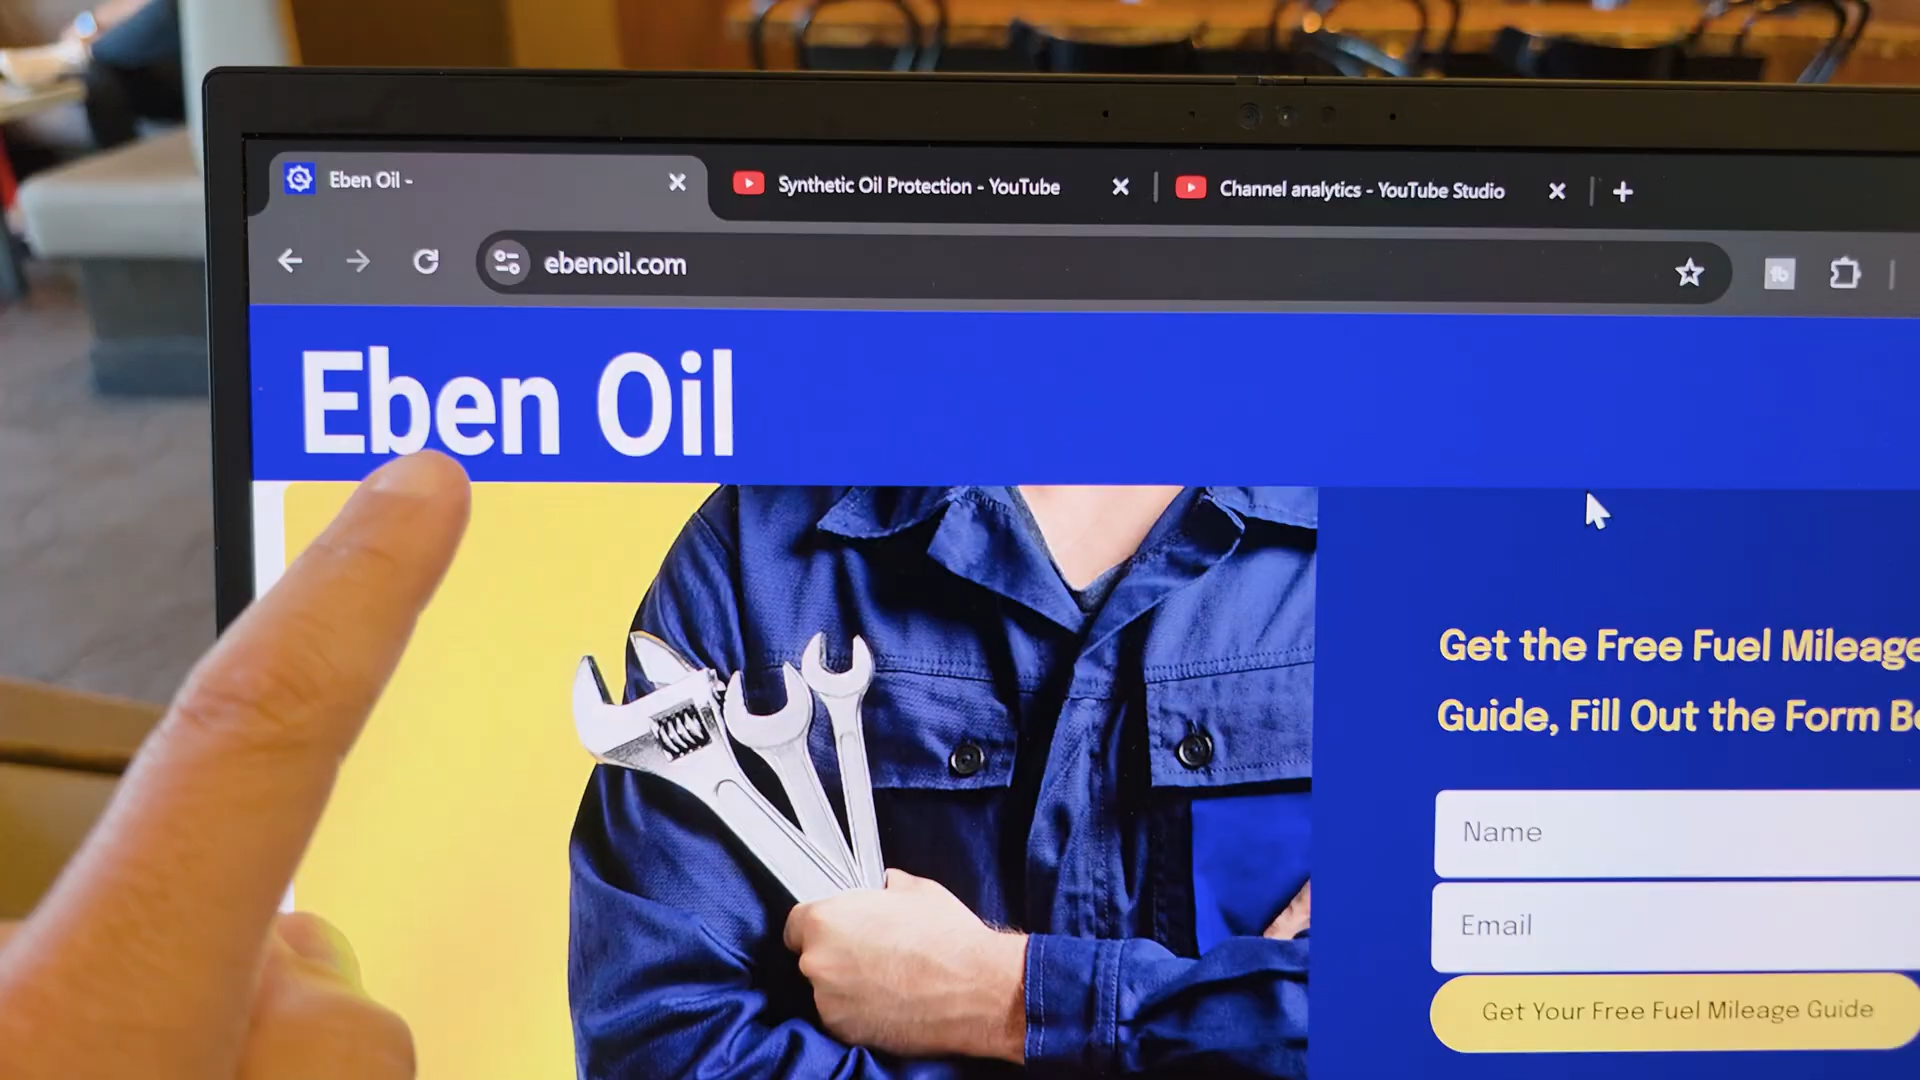 Eben Oil -
Synthetic Oil Protection - YouTube
Channel analytics - YouTube Studio
ebenoil.com
Eben Oil
Get the Free Fuel Mileage
Guide, Fill Out the Form
Name
Email
Get Your Free Fuel Mileage Guide